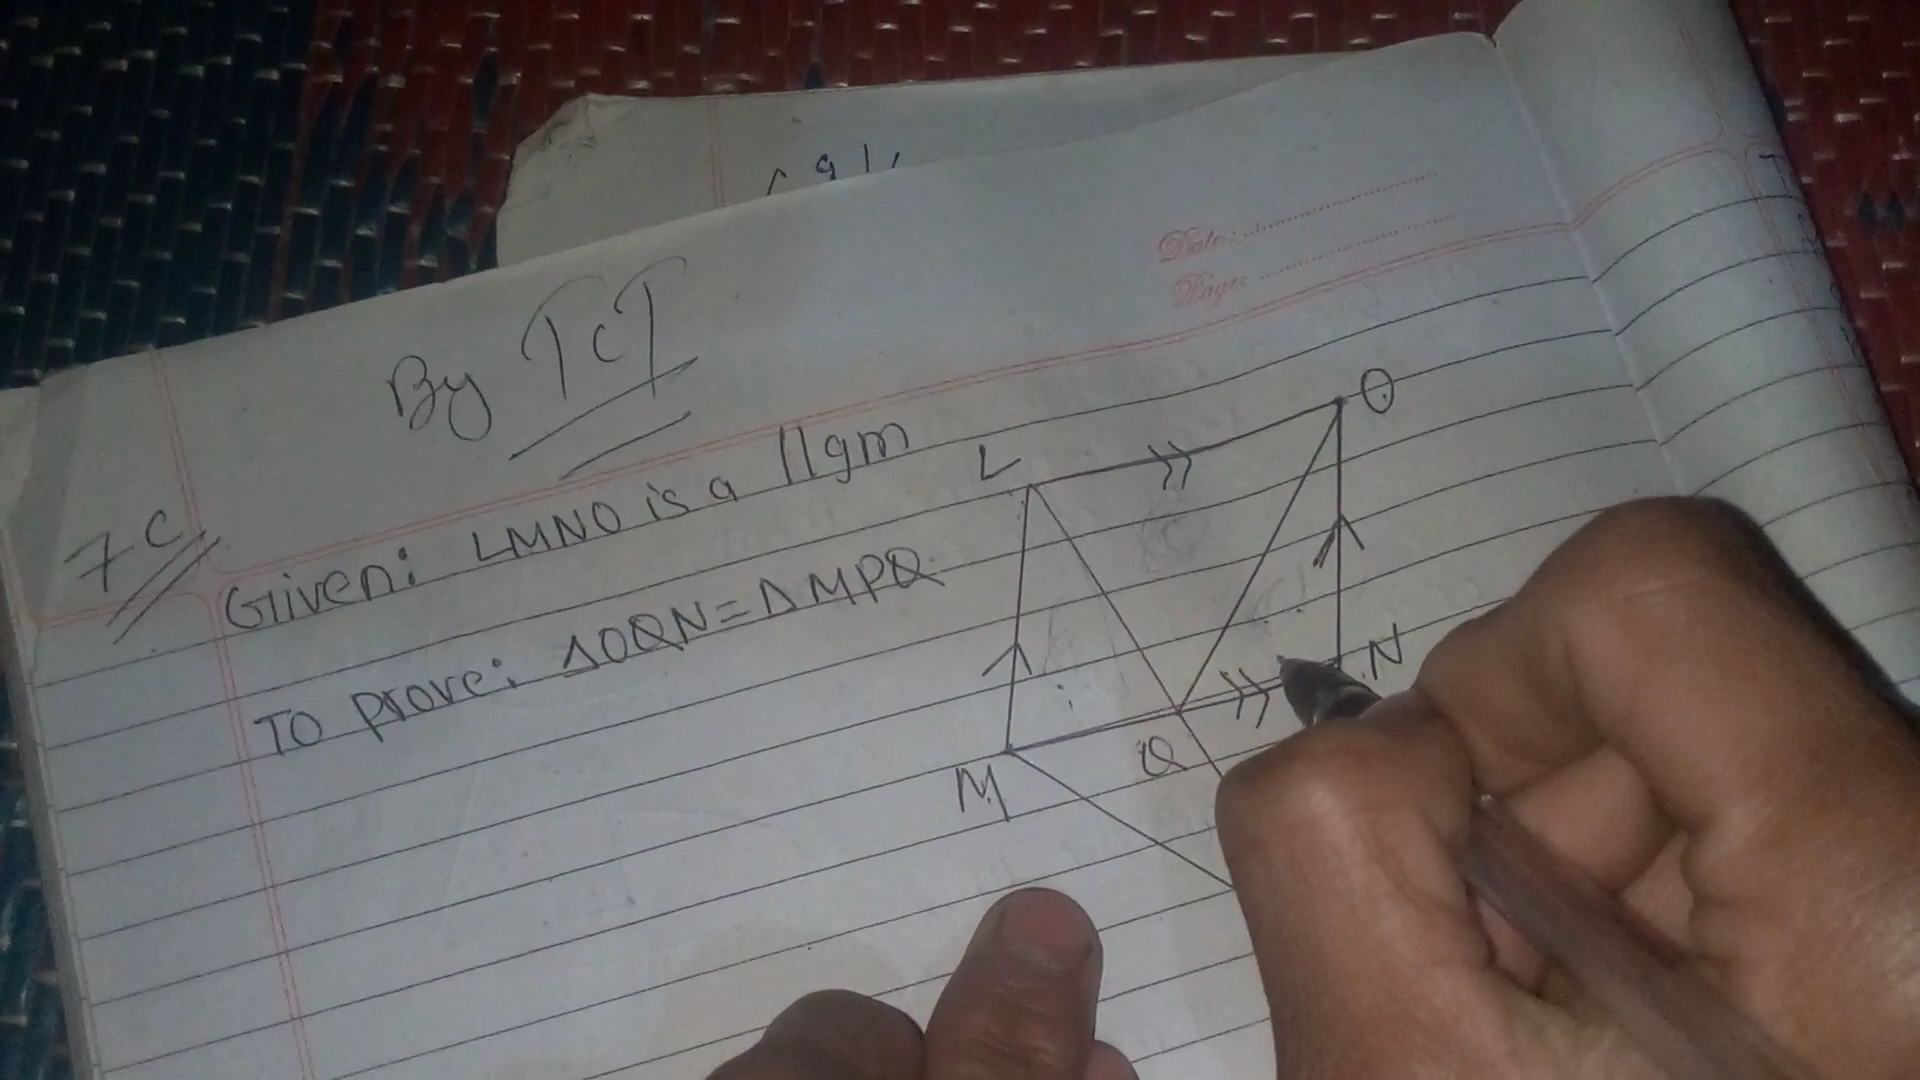 By TCT
Date:
Page:
7C
Given: LMNO is a ||gm
To prove: ΔOQN=ΔMPQ
L
O
N
M
Q